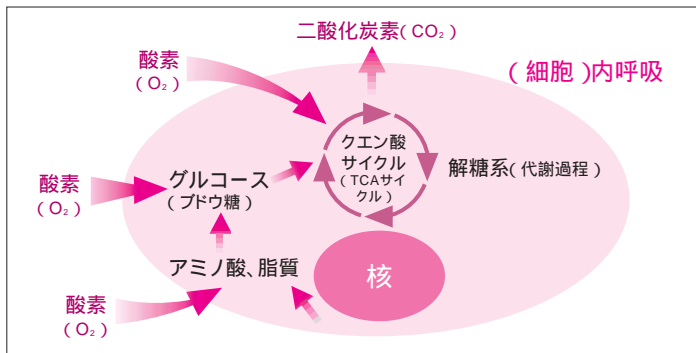 二酸化炭素(CO₂)
酸素
(O₂)
(細胞)内呼吸
クエン酸
サイクル
(TCAサイ
クル)
解糖系(代謝過程)
グルコース
(ブドウ糖)
酸素
(O₂)
アミノ酸、脂質
核
酸素
(O₂)